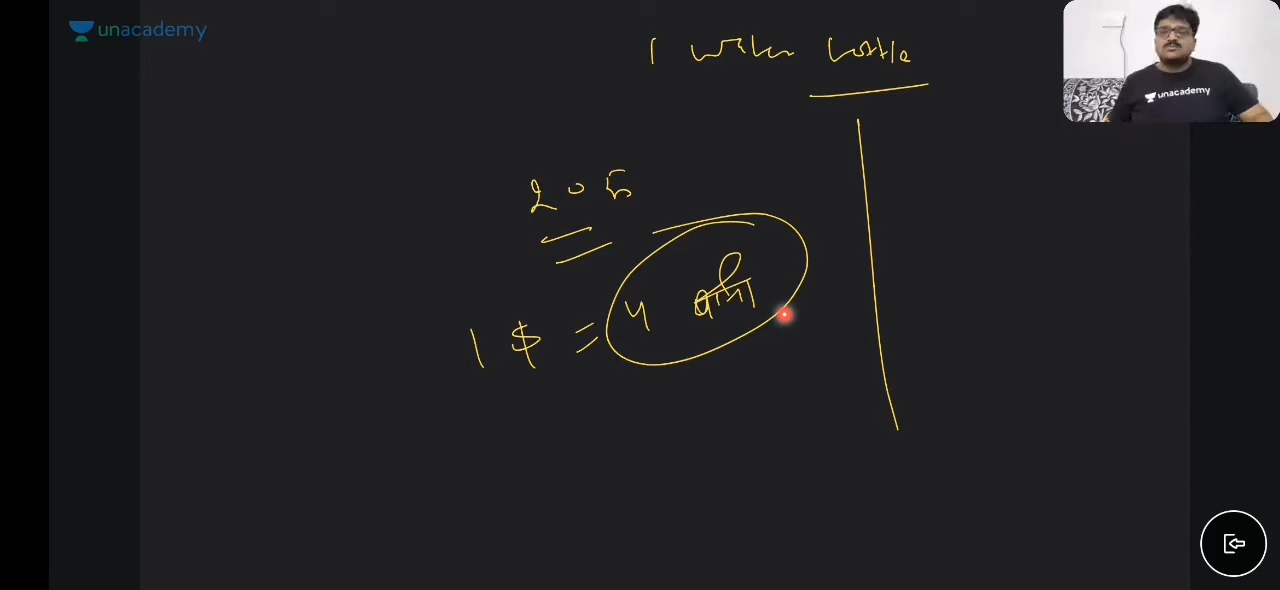 unacademy
1 water bottle
unacademy
20 ₹
1 $ = 4